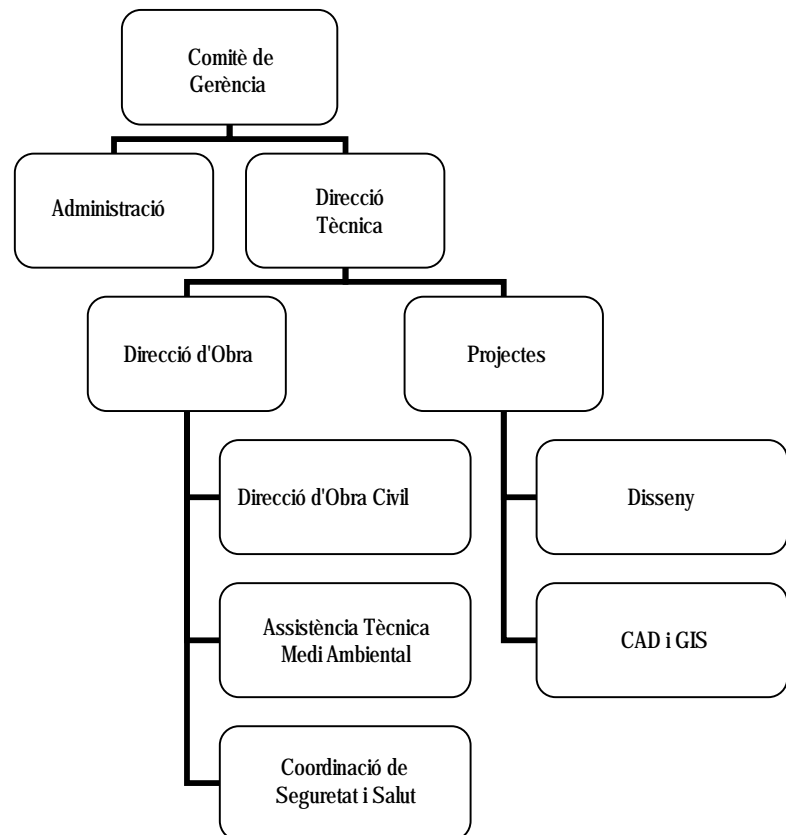 Comitè de
Gerència
Administració
Direcció
Tècnica
Direcció d'Obra
Projectes
Direcció d'Obra Civil
Disseny
Assistència Tècnica
Medi Ambiental
CAD i GIS
Coordinació de
Seguretat i Salut